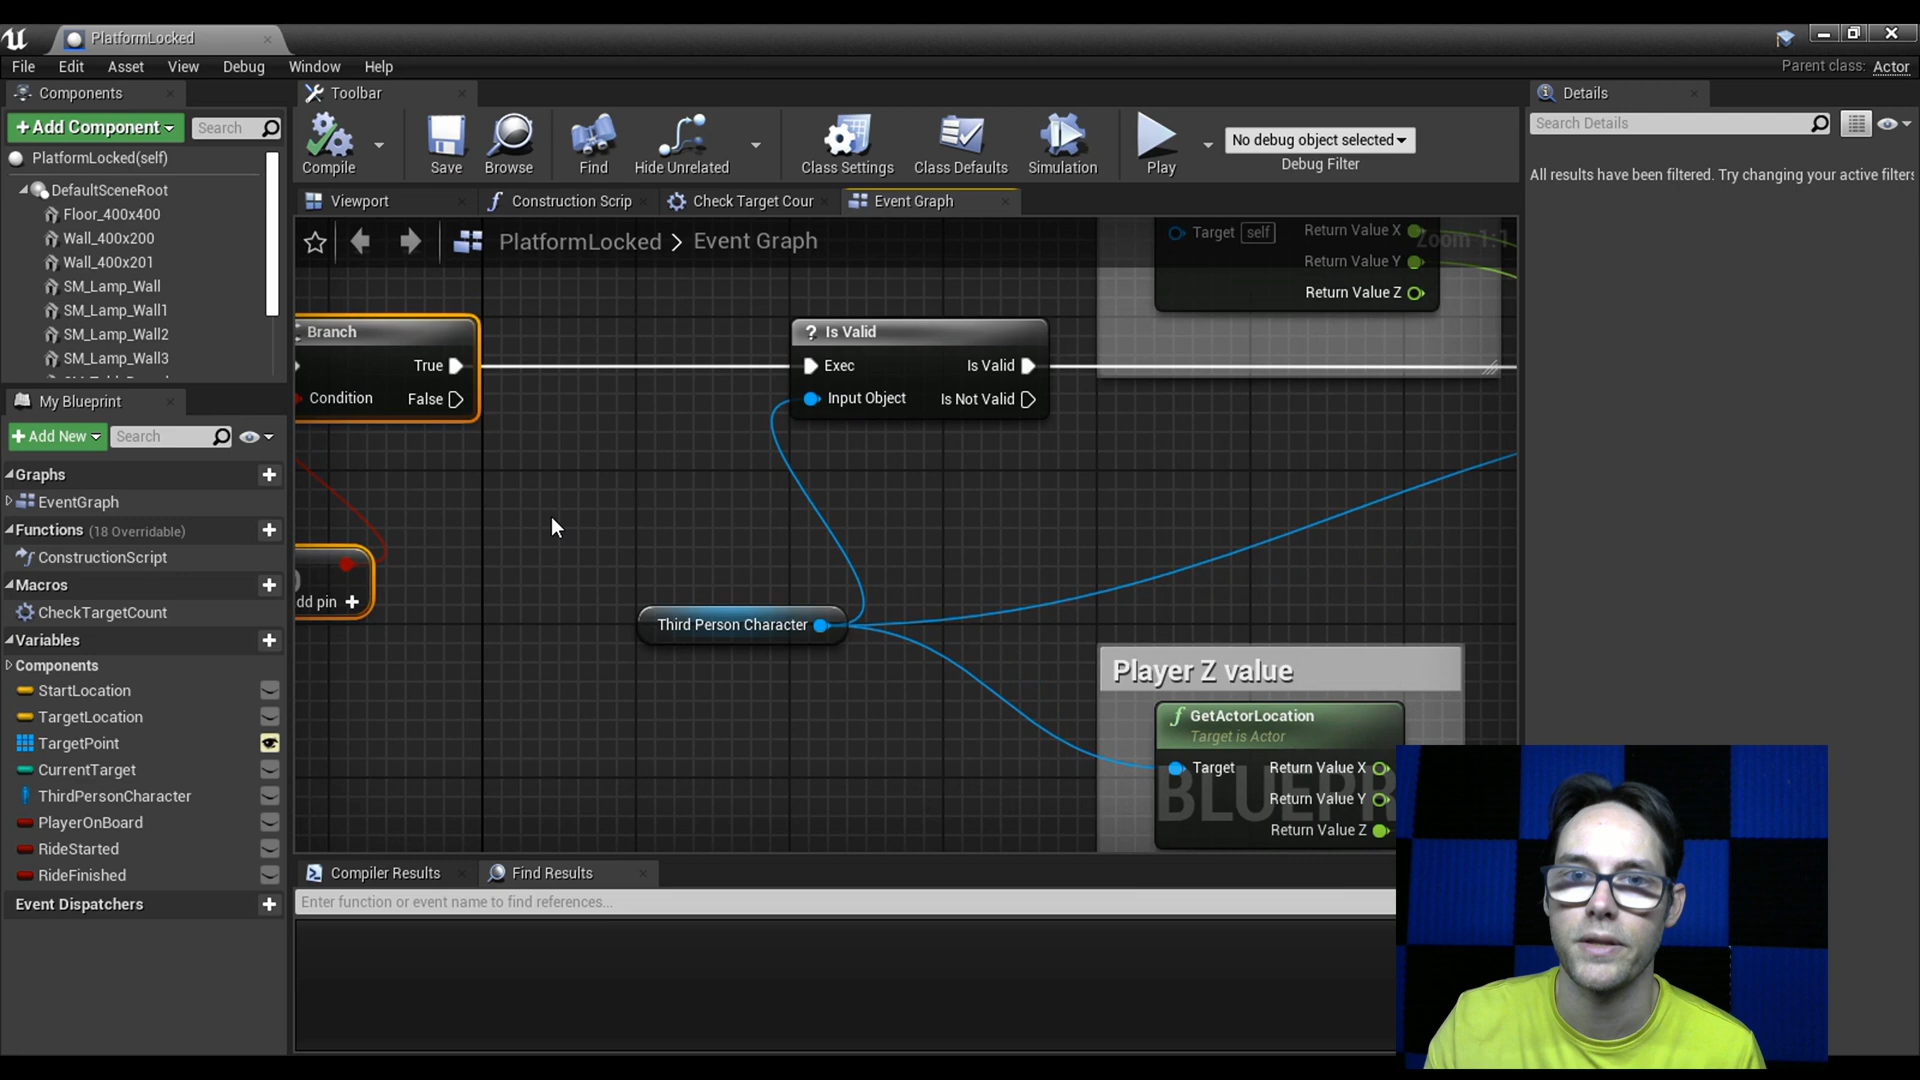 PlatformLocked
File Edit Asset View Debug Window Help
Parent class: Actor
Components
Toolbar
Details
+Add Component
Search
Search Details
PlatformLocked(self)
DefaultSceneRoot
Floor_400x400
Wall_400x200
Wall_400x201
SM_Lamp_Wall
SM_Lamp_Wall1
SM_Lamp_Wall2
SM_Lamp_Wall3
Compile
Save
Browse
Find
Hide Unrelated
Class Settings
Class Defaults
Simulation
Play
No debug object selected
Debug Filter
All results have been filtered. Try changing your active filters
Viewport
Construction Scrip
Check Target Cour
Event Graph
PlatformLocked > Event Graph
Zoom 1:1
Target self
Return Value X
Return Value Y
Return Value Z
Branch
True
Condition
False
? Is Valid
Exec
Is Valid
Input Object
Is Not Valid
dd pin +
Third Person Character
Player Z value
f GetActorLocation
Target is Actor
Target
Return Value X
Return Value Y
Return Value Z
BLUEPR
My Blueprint
+Add New
Search
Graphs
EventGraph
Functions (18 Overridable)
ConstructionScript
Macros
CheckTargetCount
Variables
Components
StartLocation
TargetLocation
TargetPoint
CurrentTarget
ThirdPersonCharacter
PlayerOnBoard
RideStarted
RideFinished
Event Dispatchers
Compiler Results
Find Results
Enter function or event name to find references...